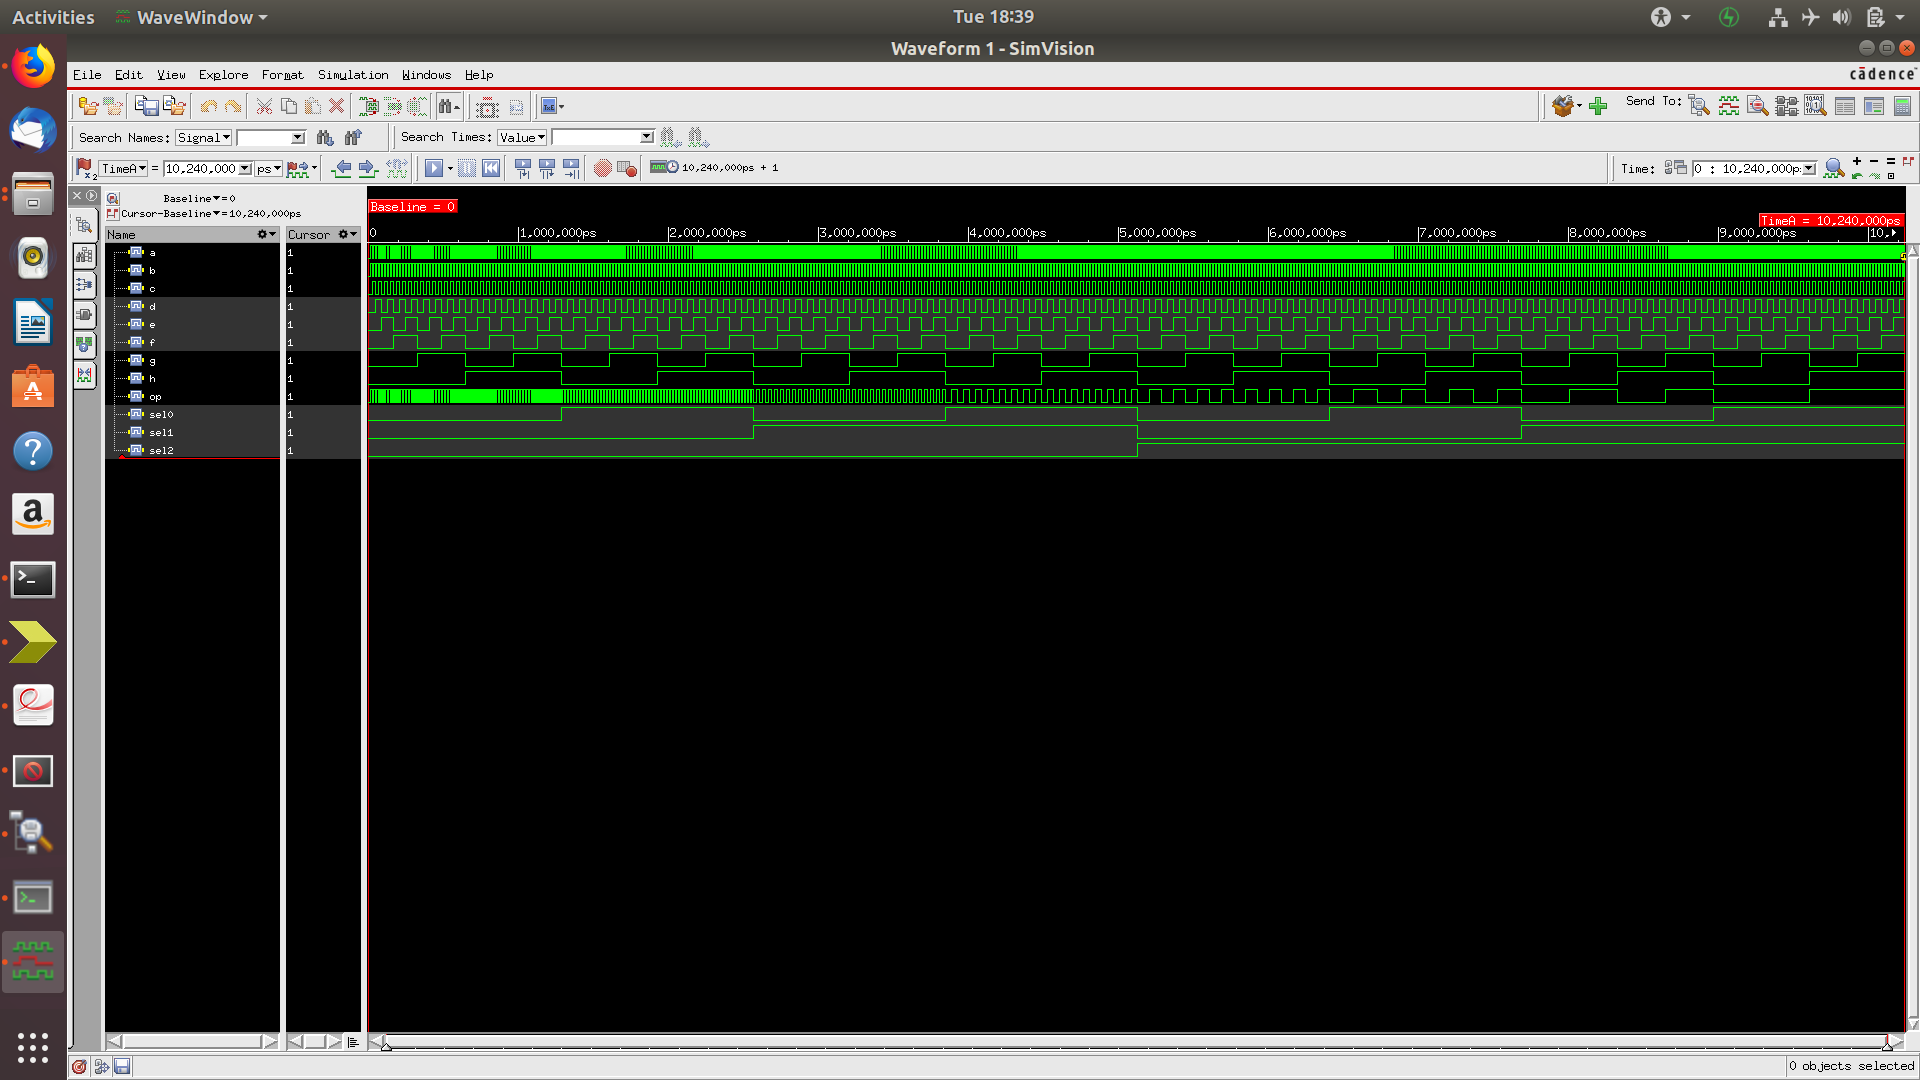 Activities WaveWindow Tue 18:39
Waveform 1 - SimVision
File Edit View Explore Format Simulation Windows Help cādence
Send To:
Search Names: Signal Search Times: Value
TimeA = 10,240,000 ps 10,240,000ps + 1 Time: 0 : 10,240,000p
Baseline = 0
Cursor-Baseline = 10,240,000ps
Baseline = 0
TimeA = 10,240,000ps
Name Cursor 0 1,000,000ps 2,000,000ps 3,000,000ps 4,000,000ps 5,000,000ps 6,000,000ps 7,000,000ps 8,000,000ps 9,000,000ps 10,
a 1
b 1
c 1
d 1
e 1
f 1
g 1
h 1
op 1
sel0 1
sel1 1
sel2 1
0 objects selected